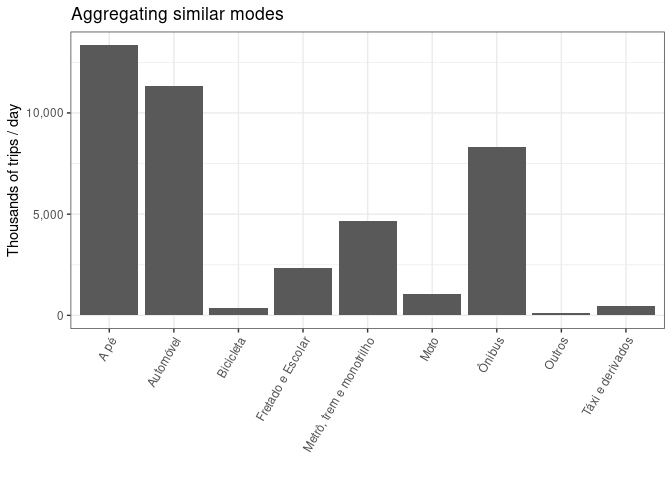 Aggregating similar modes
Thousands of trips / day
10,000
5,000
0
A pé
Automóvel
Bicicleta
Fretado e Escolar
Metrô, trem e monotrilho
Moto
Ônibus
Outros
Táxi e derivados